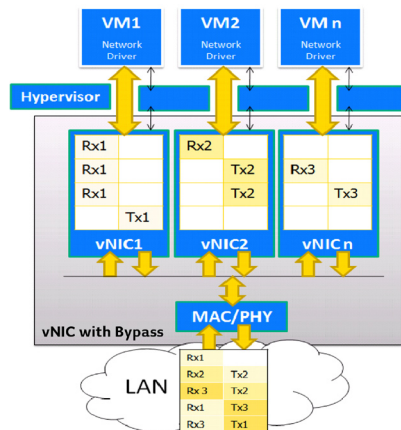 VM1 VM2 VM n
Network Driver Network Driver Network Driver
Hypervisor
Rx1 Rx2
Rx1 Tx2 Rx3
Rx1 Tx2 Tx3
Tx1
vNIC1 vNIC2 vNIC n
MAC/PHY
vNIC with Bypass
LAN
Rx1
Rx2 Tx2
Rx 3 Tx2
Rx1 Tx3
Rx3 Tx1